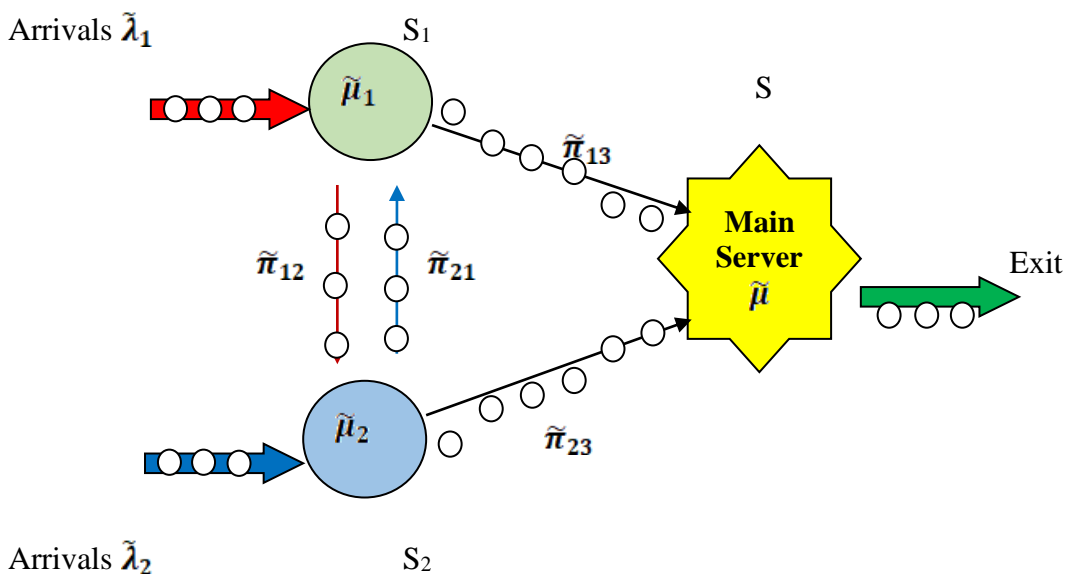 Arrivals λ̃₁
S₁
μ̃₁
S
π̃₁₃
Main
Server
μ̃
π̃₁₂
π̃₂₁
Exit
μ̃₂
π̃₂₃
Arrivals λ̃₂
S₂